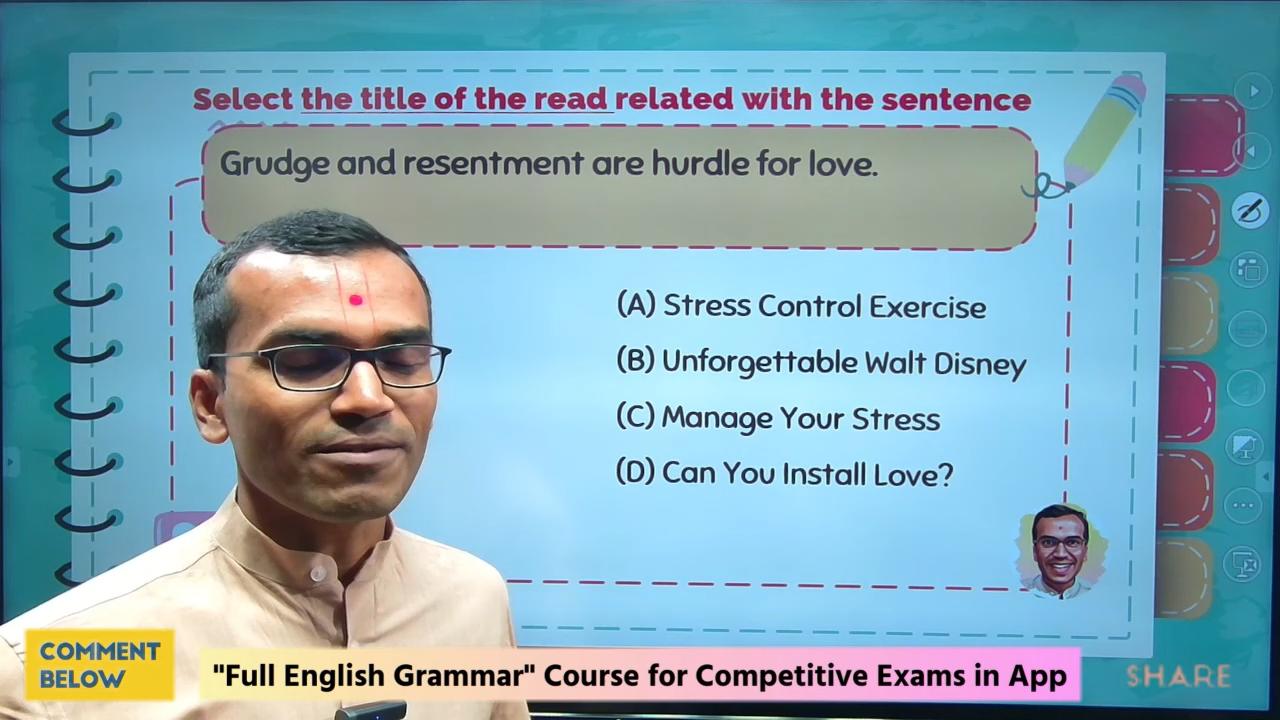 Select the title of the read related with the sentence
Grudge and resentment are hurdle for love.
(A) Stress Control Exercise
(B) Unforgettable Walt Disney
(C) Manage Your Stress
(D) Can You Install Love?
COMMENT
BELOW
"Full English Grammar" Course for Competitive Exams in App
SHARE